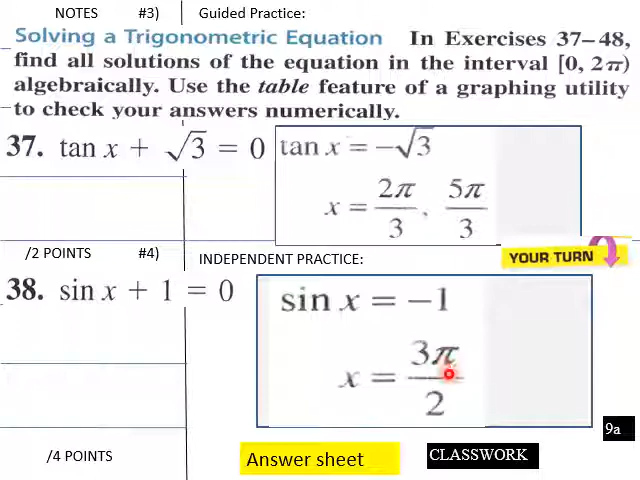 NOTES #3) Guided Practice:
Solving a Trigonometric Equation In Exercises 37–48,
find all solutions of the equation in the interval [0, 2π)
algebraically. Use the table feature of a graphing utility
to check your answers numerically.
37. tan x + √3 = 0 tan x = −√3
x = 2π/3, 5π/3
/2 POINTS #4) INDEPENDENT PRACTICE: YOUR TURN
38. sin x + 1 = 0 sin x = −1
x = 3π/2
9a
/4 POINTS Answer sheet CLASSWORK